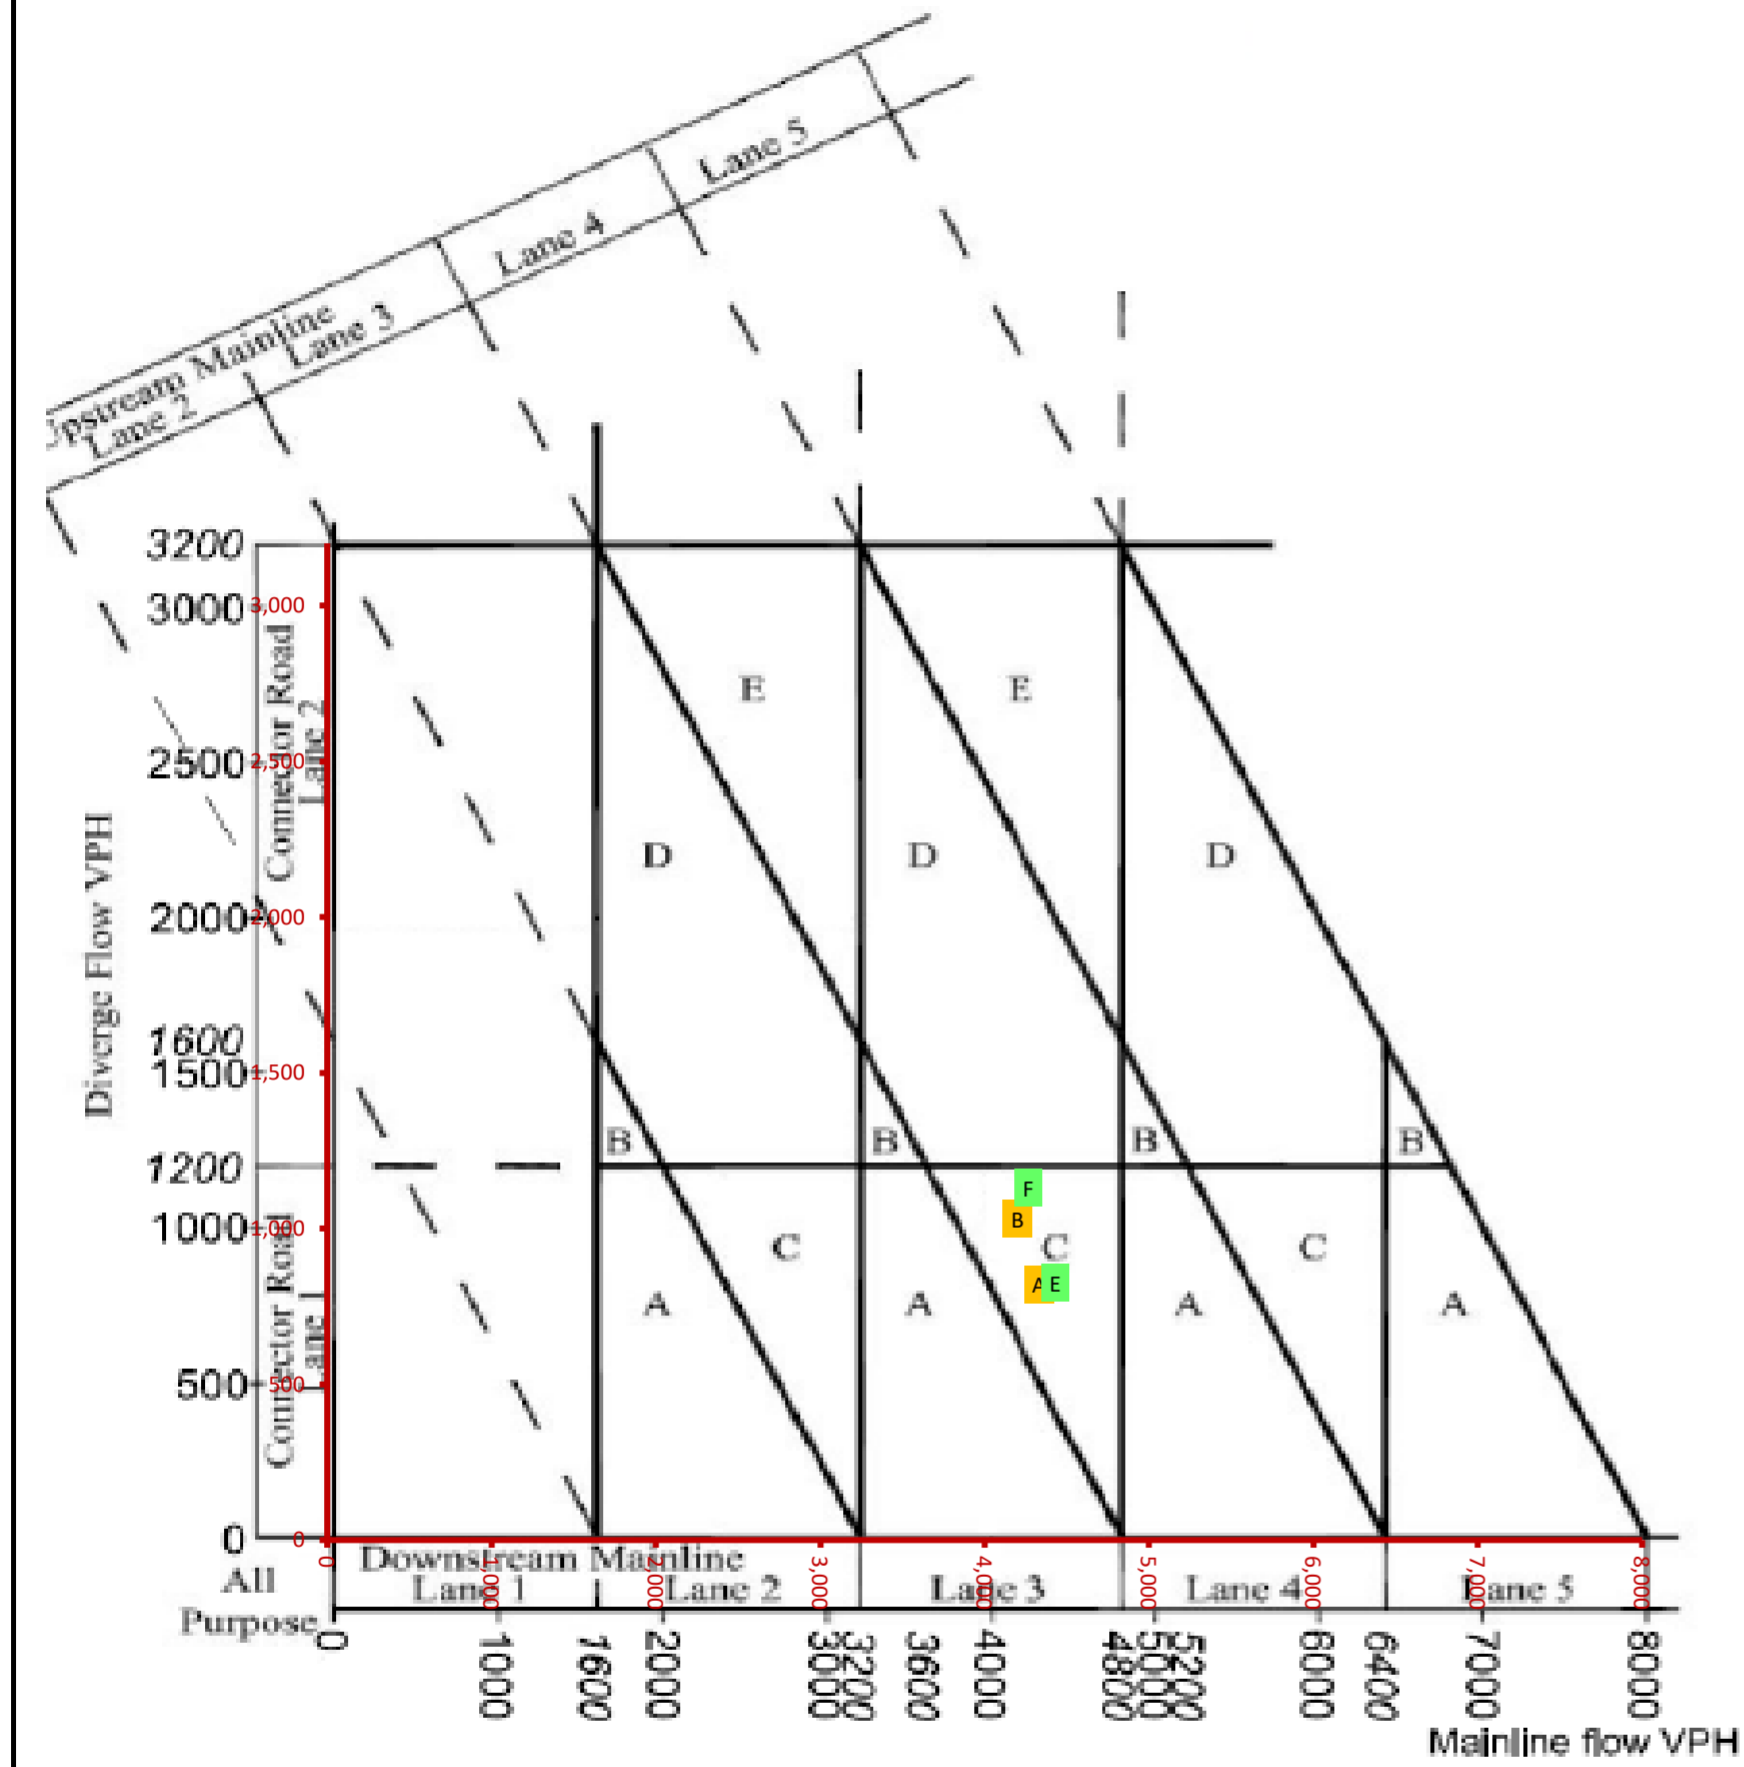 Lane 5
Lane 4
Upstream Mainline
Lane 3
Lane 2
3200
3000
3,000
2500
2,500
2000
2,000
1600
1500
1,500
1200
1000
1,000
500
500
0
0
Diverge Flow VPH
Connector Road
Lane 2
Connector Road
Lane 1
E
E
D
D
D
B
B
B
B
F
B
C
C
C
A
E
A
A
A
A
0
1,000
2,000
3,000
4,000
5,000
6,000
7,000
8,000
All
Purpose
Downstream Mainline
Lane 1
Lane 2
Lane 3
Lane 4
Lane 5
0
1000
1600
2000
3000
3200
3600
4000
4800
5000
5200
6000
6400
7000
8000
Mainline flow VPH